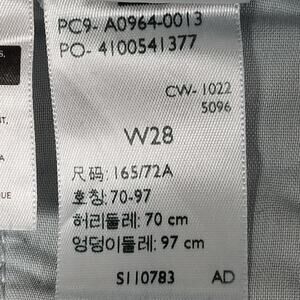 PC9- A0964-0013
PO- 4100541377
CW- 1022
5096
W28
尺码: 165/72A
호칭: 70-97
허리둘레: 70 cm
엉덩이둘레: 97 cm
S110783 AD